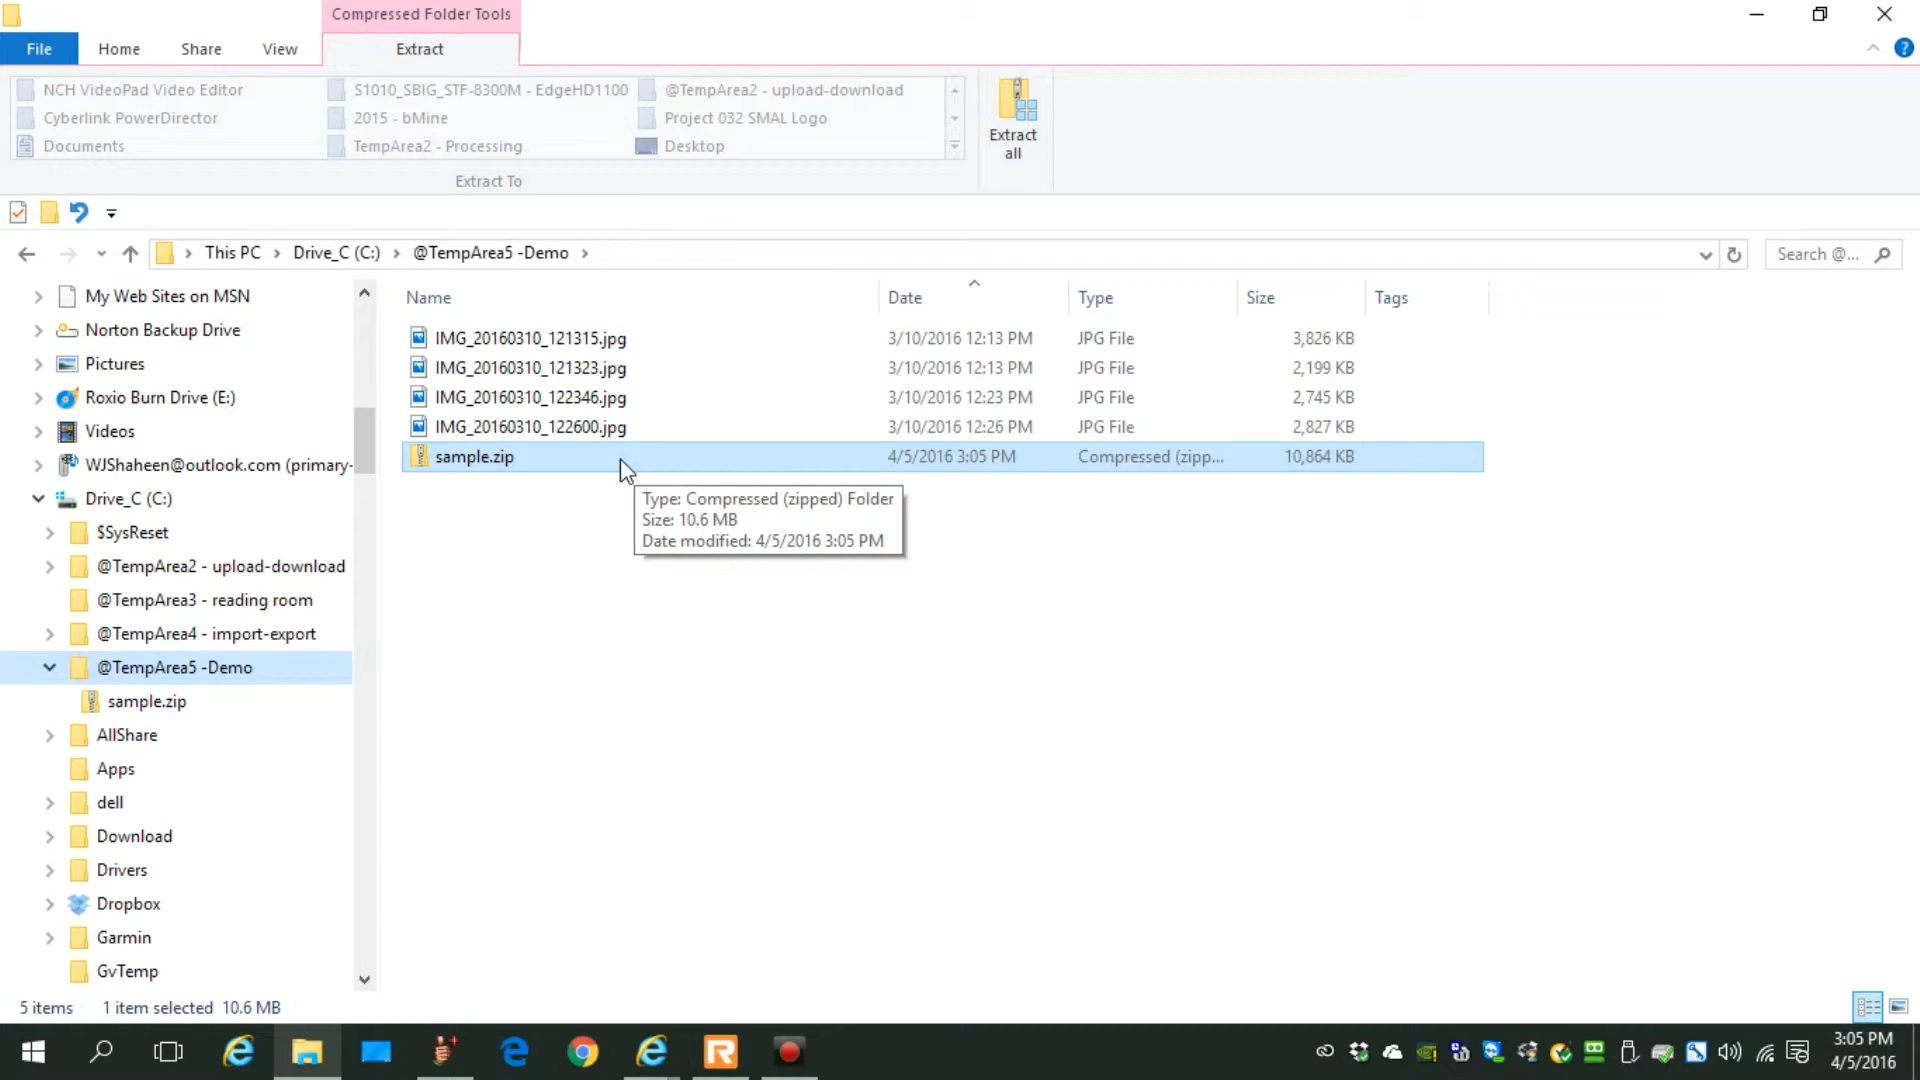 Compressed Folder Tools
File Home Share View Extract
NCH VideoPad Video Editor S1010_SBIG_STF-8300M - EdgeHD1100 @TempArea2 - upload-download
Cyberlink PowerDirector 2015 - bMine Project 032 SMAL Logo
Documents TempArea2 - Processing Desktop
Extract
all
Extract To
This PC Drive_C (C:) @TempArea5 -Demo
Search @...
My Web Sites on MSN
Norton Backup Drive
Pictures
Roxio Burn Drive (E:)
Videos
WJShaheen@outlook.com (primary-
Drive_C (C:)
$SysReset
@TempArea2 - upload-download
@TempArea3 - reading room
@TempArea4 - import-export
@TempArea5 -Demo
sample.zip
AllShare
Apps
dell
Download
Drivers
Dropbox
Garmin
GvTemp
Name Date Type Size Tags
IMG_20160310_121315.jpg 3/10/2016 12:13 PM JPG File 3,826 KB
IMG_20160310_121323.jpg 3/10/2016 12:13 PM JPG File 2,199 KB
IMG_20160310_122346.jpg 3/10/2016 12:23 PM JPG File 2,745 KB
IMG_20160310_122600.jpg 3/10/2016 12:26 PM JPG File 2,827 KB
sample.zip 4/5/2016 3:05 PM Compressed (zipp... 10,864 KB
Type: Compressed (zipped) Folder
Size: 10.6 MB
Date modified: 4/5/2016 3:05 PM
5 items 1 item selected 10.6 MB
3:05 PM
4/5/2016